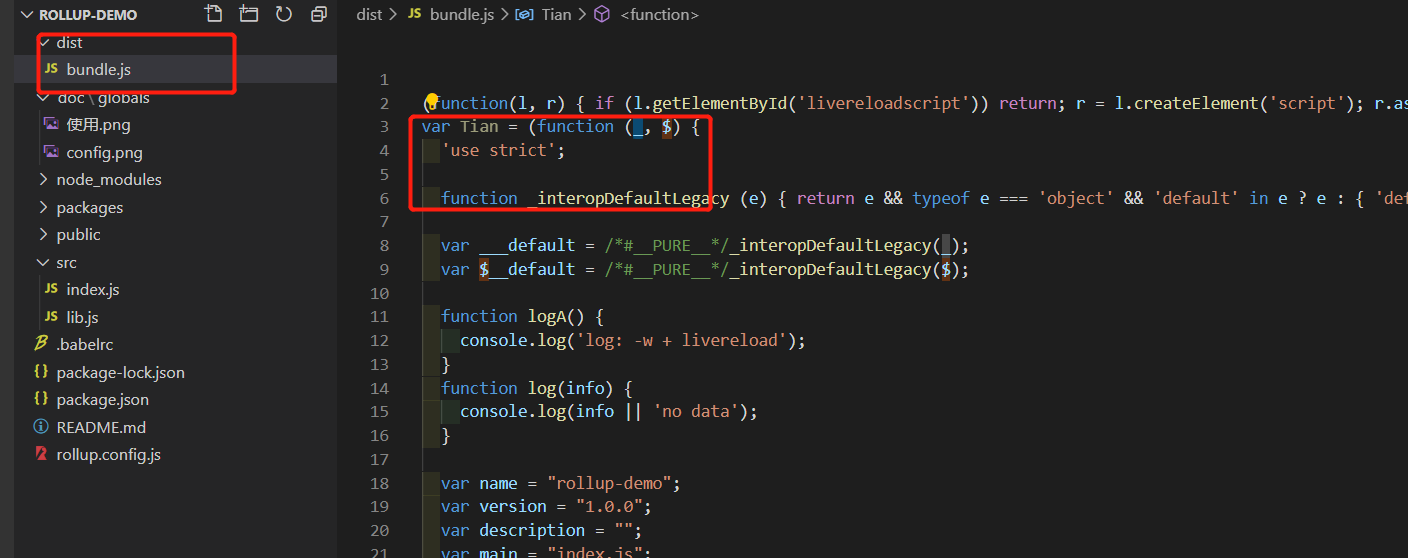 ROLLUP-DEMO
dist
JS bundle.js
doc \ globals
使用.png
config.png
node_modules
packages
public
src
JS index.js
JS lib.js
.babelrc
{} package-lock.json
{} package.json
README.md
rollup.config.js
dist > JS bundle.js > Tian > <function>
1
2 (function(l, r) { if (l.getElementById('livereloadscript')) return; r = l.createElement('script'); r.as
3 var Tian = (function (_, $) {
4 'use strict';
5
6 function _interopDefaultLegacy (e) { return e && typeof e === 'object' && 'default' in e ? e : { 'def
7
8 var ___default = /*#__PURE__*/_interopDefaultLegacy(_);
9 var $__default = /*#__PURE__*/_interopDefaultLegacy($);
10
11 function logA() {
12 console.log('log: -w + livereload');
13 }
14 function log(info) {
15 console.log(info || 'no data');
16 }
17
18 var name = "rollup-demo";
19 var version = "1.0.0";
20 var description = "";
21 var main = "index.js";